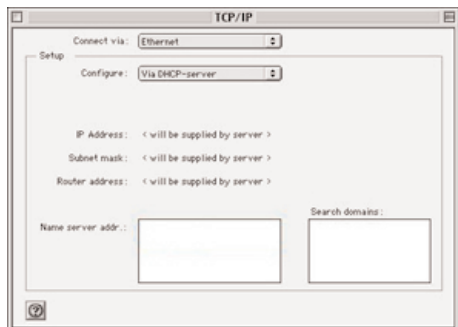 TCP/IP
Connect via: Ethernet
Setup
Configure: Via DHCP-server
IP Address: < will be supplied by server >
Subnet mask: < will be supplied by server >
Router address: < will be supplied by server >
Search domains:
Name server addr.:
?